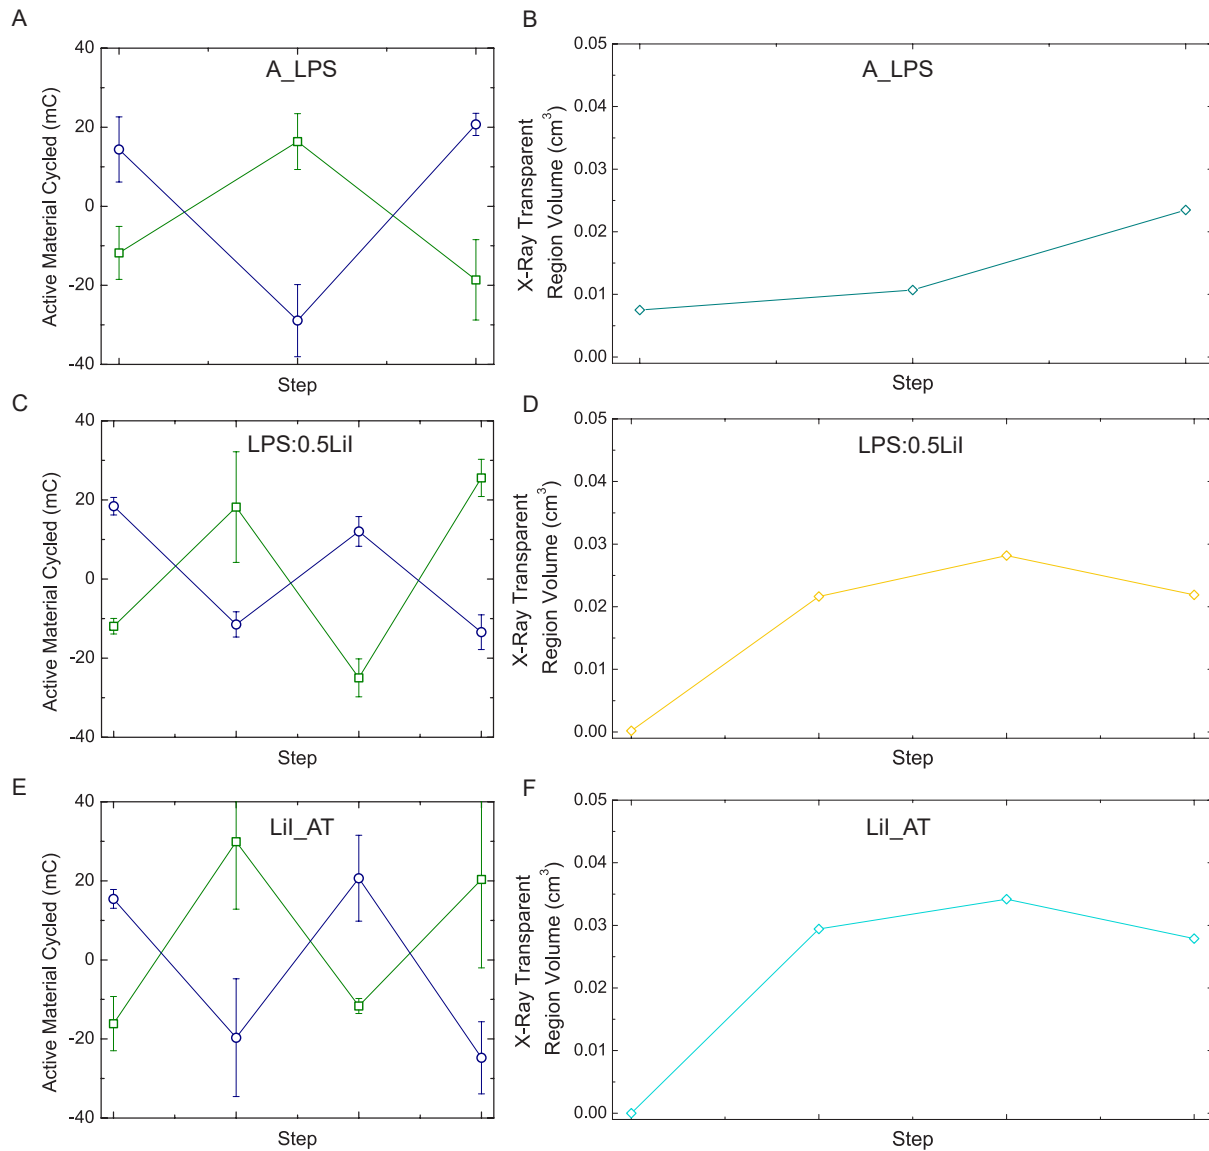 A
A_LPS
Active Material Cycled (mC)
40
20
0
-20
-40
Step
B
A_LPS
X-Ray Transparent
Region Volume (cm³)
0.05
0.04
0.03
0.02
0.01
0.00
Step
C
LPS:0.5LiI
Active Material Cycled (mC)
40
20
0
-20
-40
Step
D
LPS:0.5LiI
X-Ray Transparent
Region Volume (cm³)
0.05
0.04
0.03
0.02
0.01
0.00
Step
E
LiI_AT
Active Material Cycled (mC)
40
20
0
-20
-40
Step
F
LiI_AT
X-Ray Transparent
Region Volume (cm³)
0.05
0.04
0.03
0.02
0.01
0.00
Step